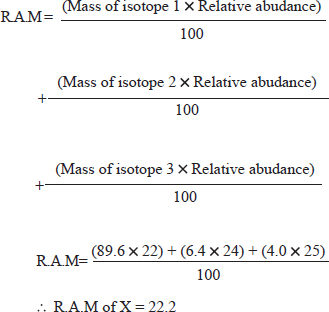 R.A.M = (Mass of isotope 1 × Relative abudance)
100
+ (Mass of isotope 2 × Relative abudance)
100
+ (Mass of isotope 3 × Relative abudance)
100
R.A.M= (89.6 × 22) + (6.4 × 24) + (4.0 × 25)
100
∴ R.A.M of X = 22.2